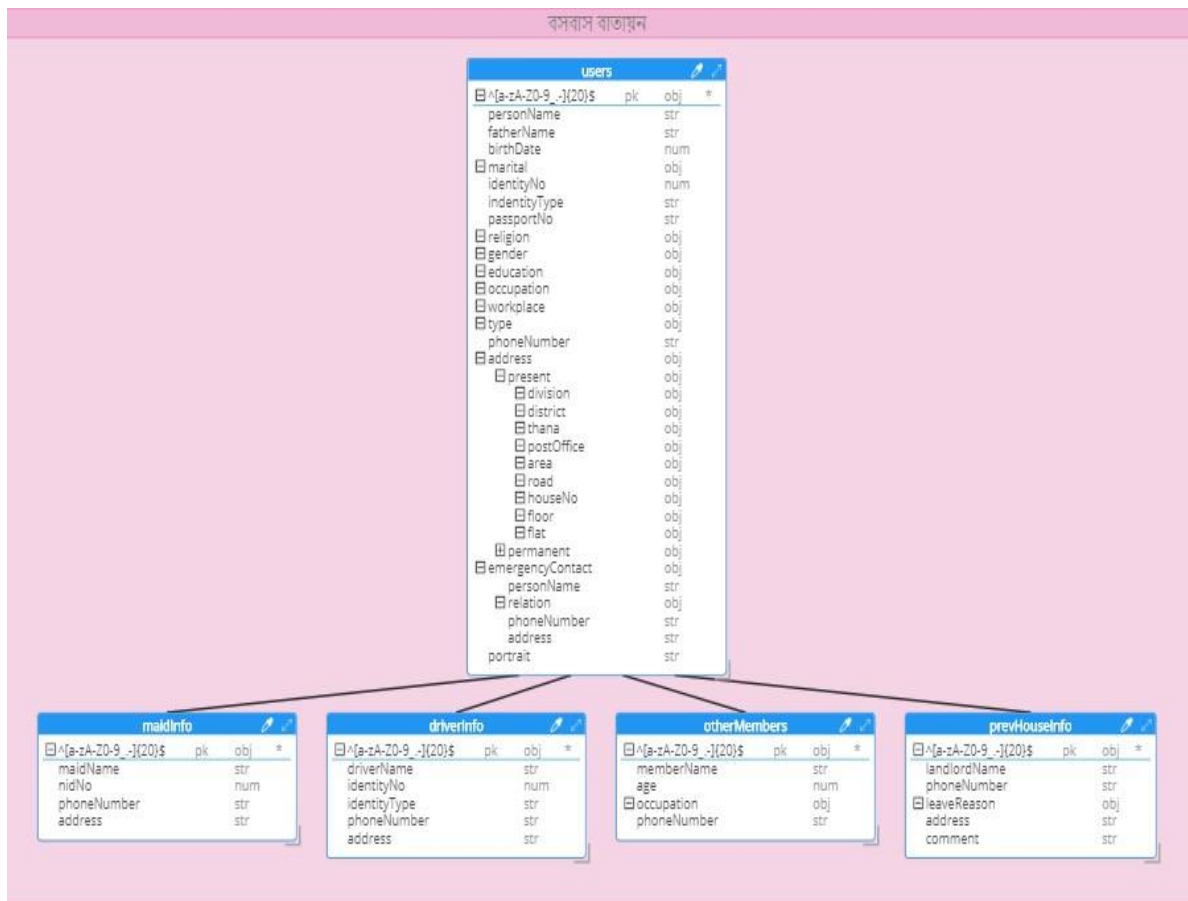 বসবাস বাতায়ন
users
^[a-zA-Z0-9_.-]{20}$ pk obj *
personName str
fatherName str
birthDate num
marital obj
identityNo num
indentityType str
passportNo str
religion obj
gender obj
education obj
occupation obj
workplace obj
type obj
phoneNumber str
address obj
present obj
division obj
district obj
thana obj
postOffice obj
area obj
road obj
houseNo obj
floor obj
flat obj
permanent obj
emergencyContact obj
personName str
relation obj
phoneNumber str
address str
portrait str
maidInfo
^[a-zA-Z0-9_.-]{20}$ pk obj *
maidName str
nidNo num
phoneNumber str
address str
driverInfo
^[a-zA-Z0-9_.-]{20}$ pk obj *
driverName str
identityNo num
identityType str
phoneNumber str
address str
otherMembers
^[a-zA-Z0-9_.-]{20}$ pk obj *
memberName str
age num
occupation obj
phoneNumber str
prevHouseInfo
^[a-zA-Z0-9_.-]{20}$ pk obj *
landlordName str
phoneNumber str
leaveReason obj
address str
comment str